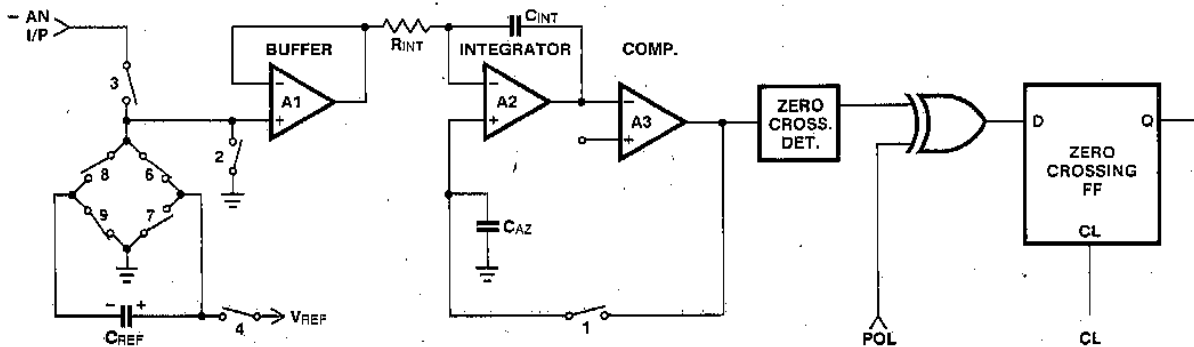 – AN
I/P
3
BUFFER
A1
–
+
2
8
6
9
7
–
+
CREF
4
VREF
RINT
CINT
INTEGRATOR
A2
–
+
CAZ
1
COMP.
A3
–
+
ZERO
CROSS.
DET.
POL
D
Q
ZERO
CROSSING
FF
CL
CL